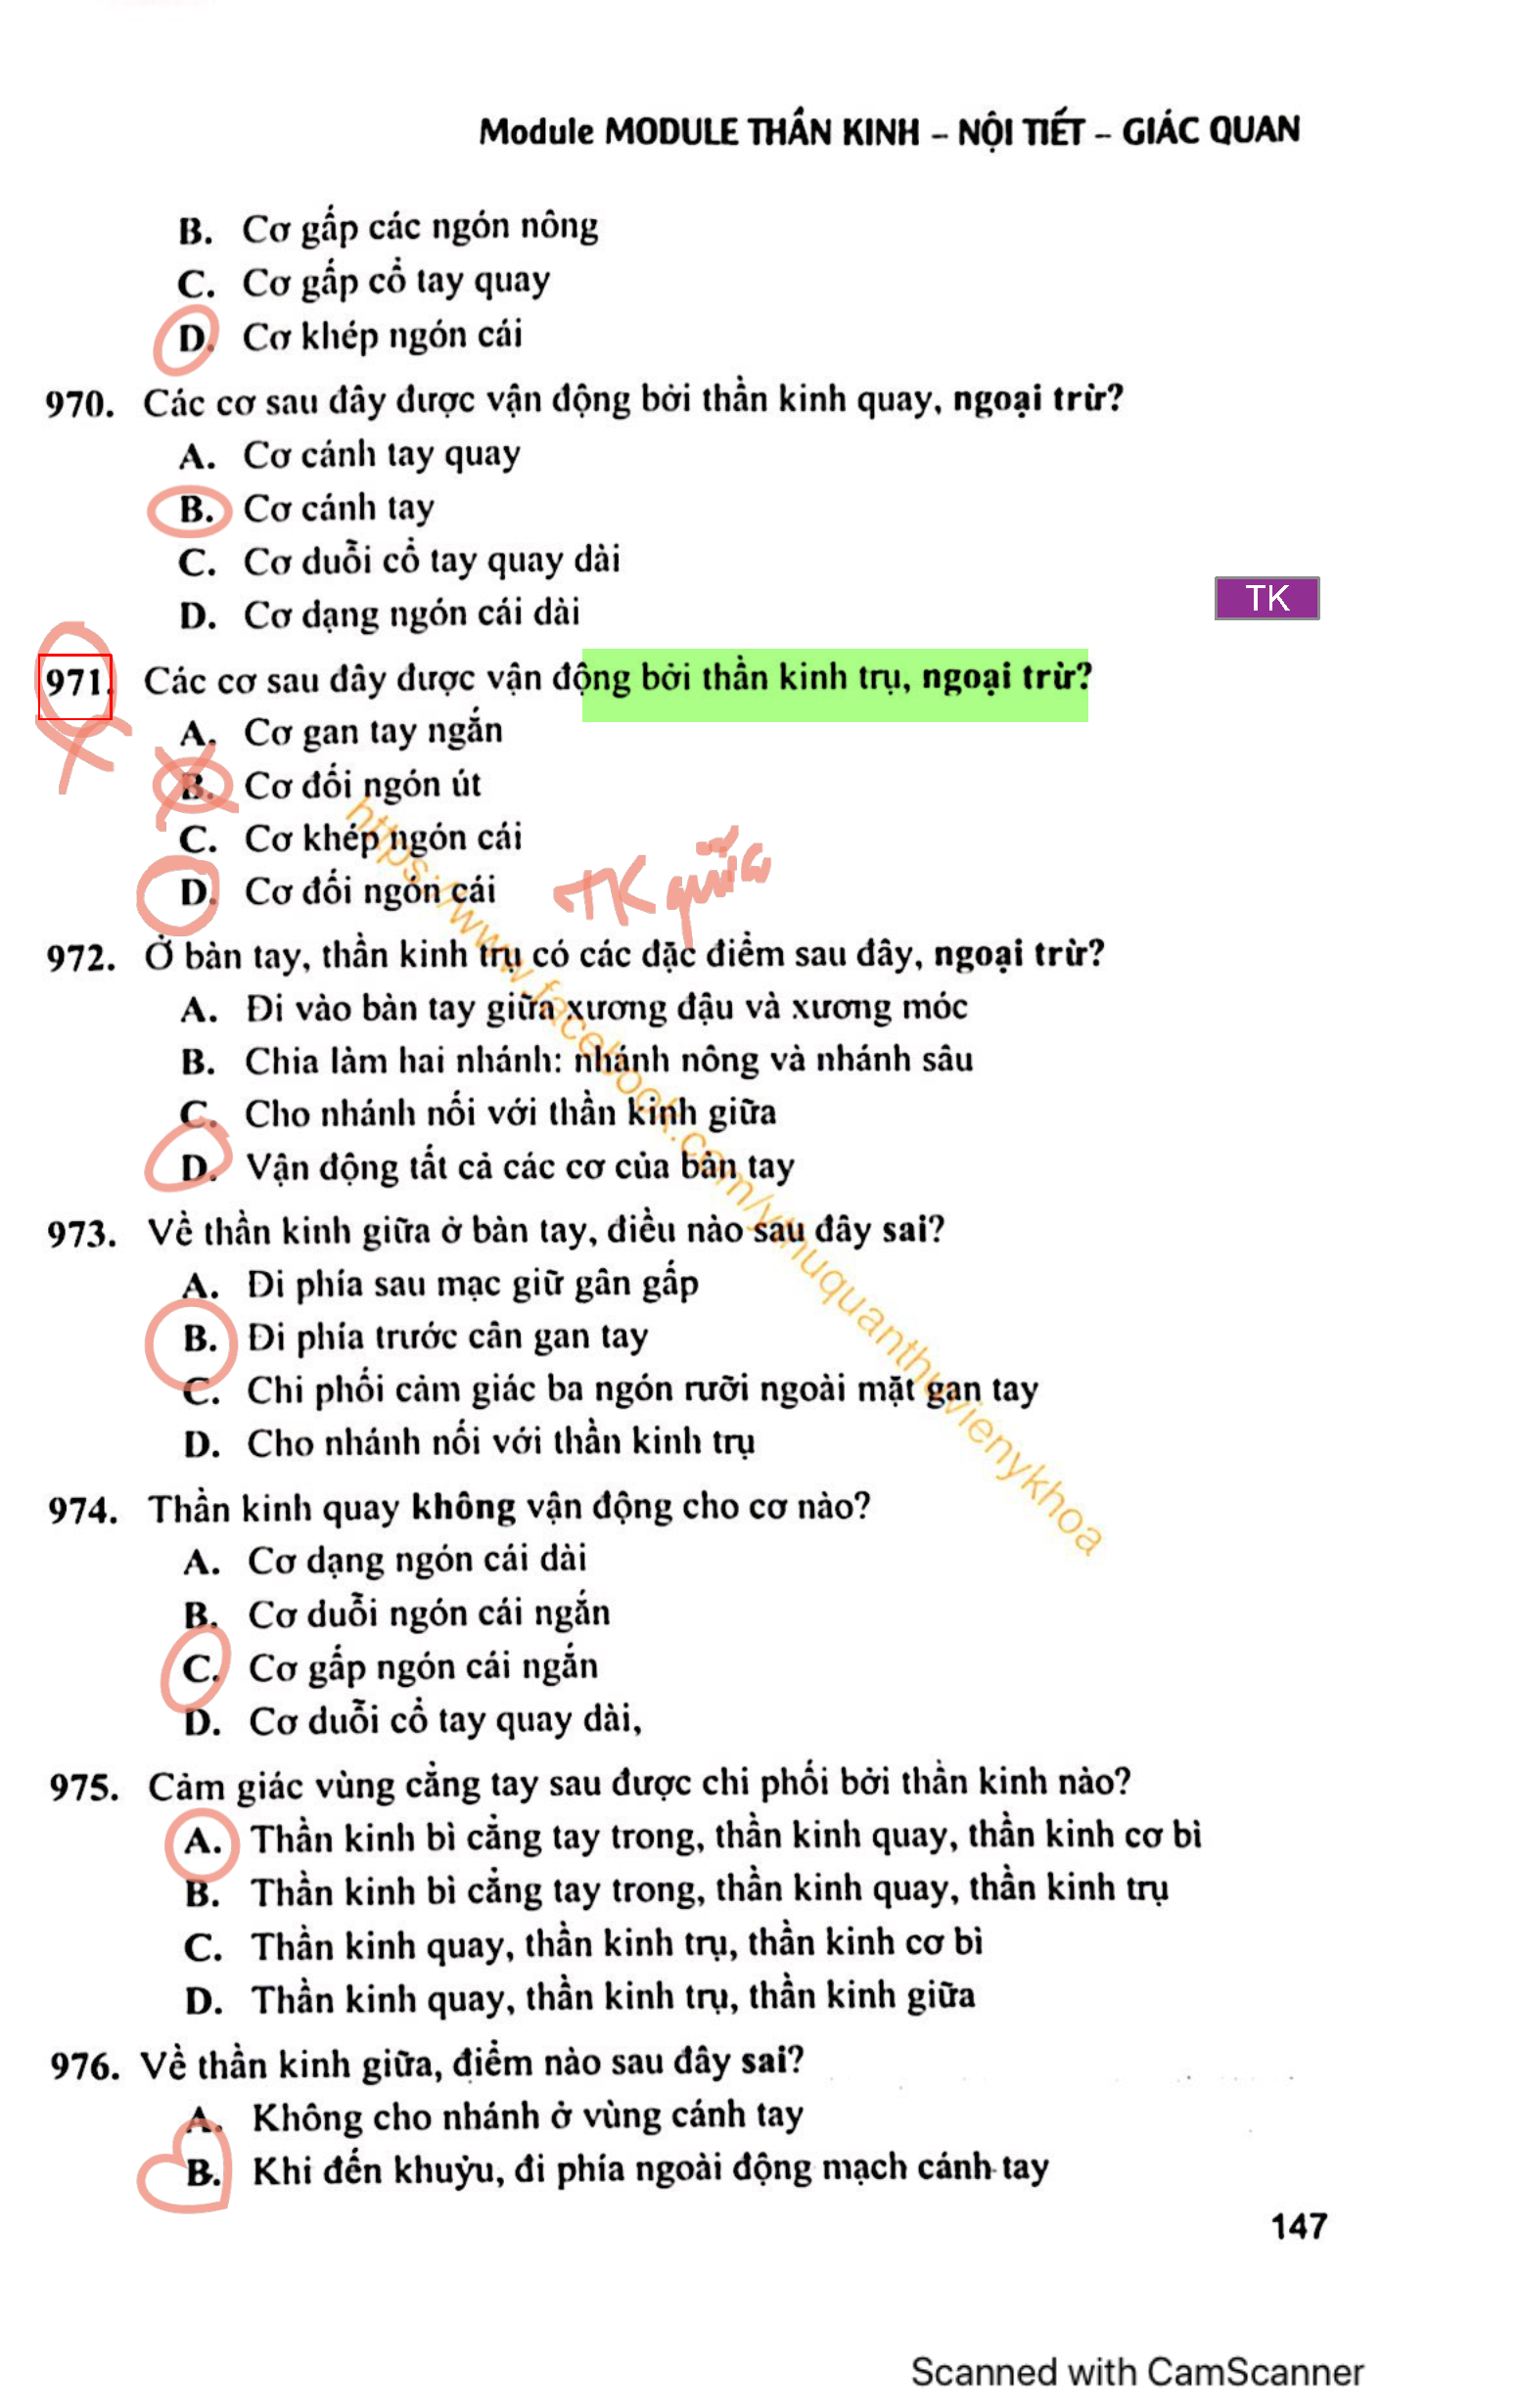 Module MODULE THẦN KINH – NỘI TIẾT – GIÁC QUAN
B. Cơ gấp các ngón nông
C. Cơ gấp cổ tay quay
D. Cơ khép ngón cái
970. Các cơ sau đây được vận động bởi thần kinh quay, ngoại trừ?
A. Cơ cánh tay quay
B. Cơ cánh tay
C. Cơ duỗi cổ tay quay dài
D. Cơ dạng ngón cái dài
TK
971. Các cơ sau đây được vận động bởi thần kinh trụ, ngoại trừ?
A. Cơ gan tay ngắn
B. Cơ đối ngón út
C. Cơ khép ngón cái
D. Cơ đối ngón cái
TK giữa
972. Ở bàn tay, thần kinh trụ có các đặc điểm sau đây, ngoại trừ?
A. Đi vào bàn tay giữa xương đậu và xương móc
B. Chia làm hai nhánh: nhánh nông và nhánh sâu
C. Cho nhánh nối với thần kinh giữa
D. Vận động tất cả các cơ của bàn tay
973. Về thần kinh giữa ở bàn tay, điều nào sau đây sai?
A. Đi phía sau mạc giữ gân gấp
B. Đi phía trước cân gan tay
C. Chi phối cảm giác ba ngón rưỡi ngoài mặt gan tay
D. Cho nhánh nối với thần kinh trụ
974. Thần kinh quay không vận động cho cơ nào?
A. Cơ dạng ngón cái dài
B. Cơ duỗi ngón cái ngắn
C. Cơ gấp ngón cái ngắn
D. Cơ duỗi cổ tay quay dài,
975. Cảm giác vùng cẳng tay sau được chi phối bởi thần kinh nào?
A. Thần kinh bì cẳng tay trong, thần kinh quay, thần kinh cơ bì
B. Thần kinh bì cẳng tay trong, thần kinh quay, thần kinh trụ
C. Thần kinh quay, thần kinh trụ, thần kinh cơ bì
D. Thần kinh quay, thần kinh trụ, thần kinh giữa
976. Về thần kinh giữa, điểm nào sau đây sai?
A. Không cho nhánh ở vùng cánh tay
B. Khi đến khuỷu, đi phía ngoài động mạch cánh tay
https://www.facebook.com/ythuquanthuvienykhoa
147
Scanned with CamScanner